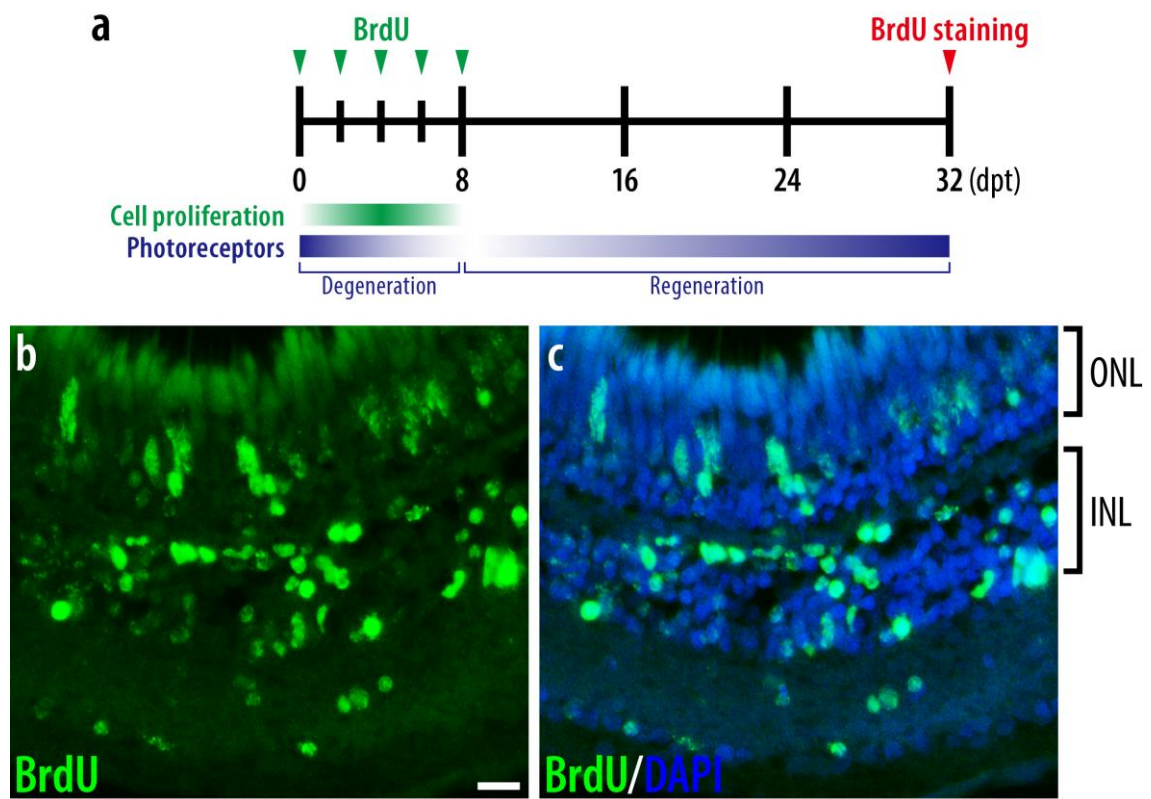 a
BrdU
BrdU staining
0 8 16 24 32 (dpt)
Cell proliferation
Photoreceptors
Degeneration Regeneration
b c
ONL
INL
BrdU BrdU/DAPI